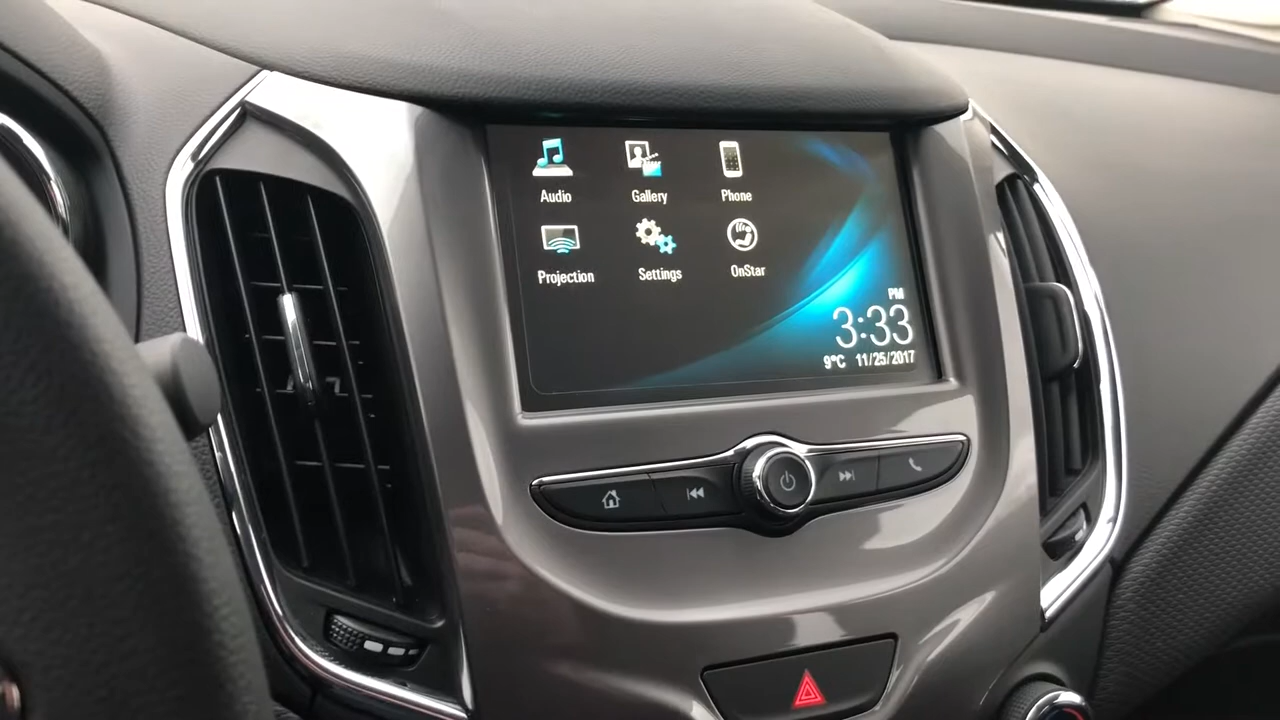 Audio Gallery Phone
Projection Settings OnStar
PM
3:33
9°C 11/25/2017